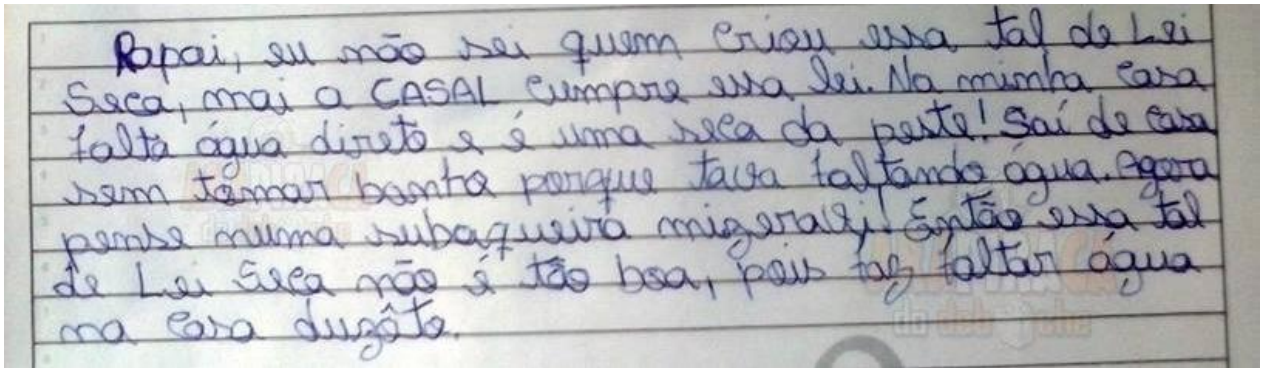 Papai, eu não sei quem criou essa tal de Lei
Seca, mai a CASAL cumpre essa lei. Na minha casa
falta água direto e é uma seca da peste! Saí de casa
sem tomar banho porque tava faltando água. Agora
pense numa subaqueira mizeravi! Então essa tal
de Lei Seca não é tão boa, pois faz faltar água
na casa duzôto.